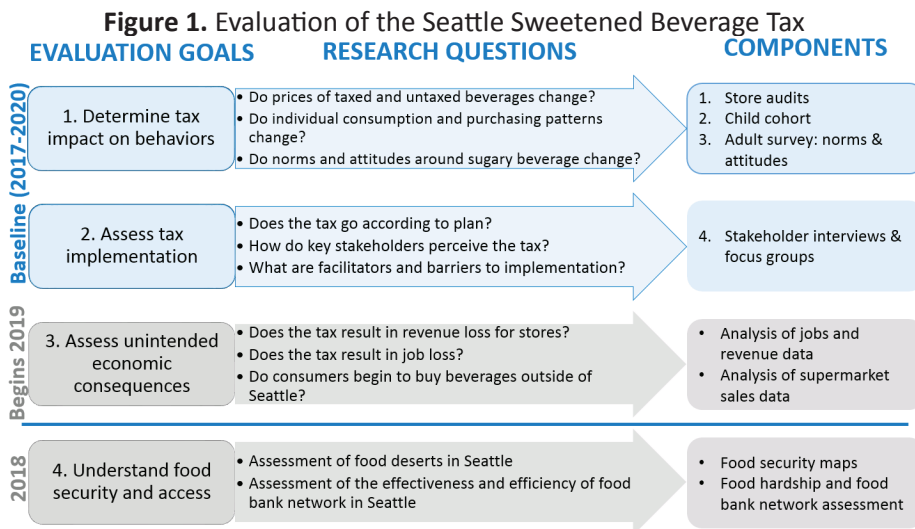 Figure 1. Evaluation of the Seattle Sweetened Beverage Tax
EVALUATION GOALS
RESEARCH QUESTIONS
COMPONENTS
Baseline (2017-2020)
1. Determine tax
impact on behaviors
• Do prices of taxed and untaxed beverages change?
• Do individual consumption and purchasing patterns
change?
• Do norms and attitudes around sugary beverage change?
1. Store audits
2. Child cohort
3. Adult survey: norms &
attitudes
2. Assess tax
implementation
• Does the tax go according to plan?
• How do key stakeholders perceive the tax?
• What are facilitators and barriers to implementation?
4. Stakeholder interviews &
focus groups
Begins 2019
3. Assess unintended
economic
consequences
• Does the tax result in revenue loss for stores?
• Does the tax result in job loss?
• Do consumers begin to buy beverages outside of
Seattle?
• Analysis of jobs and
revenue data
• Analysis of supermarket
sales data
2018
4. Understand food
security and access
• Assessment of food deserts in Seattle
• Assessment of the effectiveness and efficiency of food
bank network in Seattle
• Food security maps
• Food hardship and food
bank network assessment